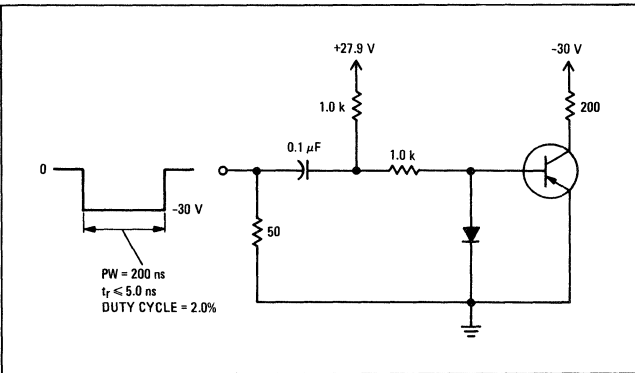 +27.9 V
-30 V
1.0 k
200
0.1 μF
1.0 k
0
-30 V
50
PW = 200 ns
tr ≤ 5.0 ns
DUTY CYCLE = 2.0%